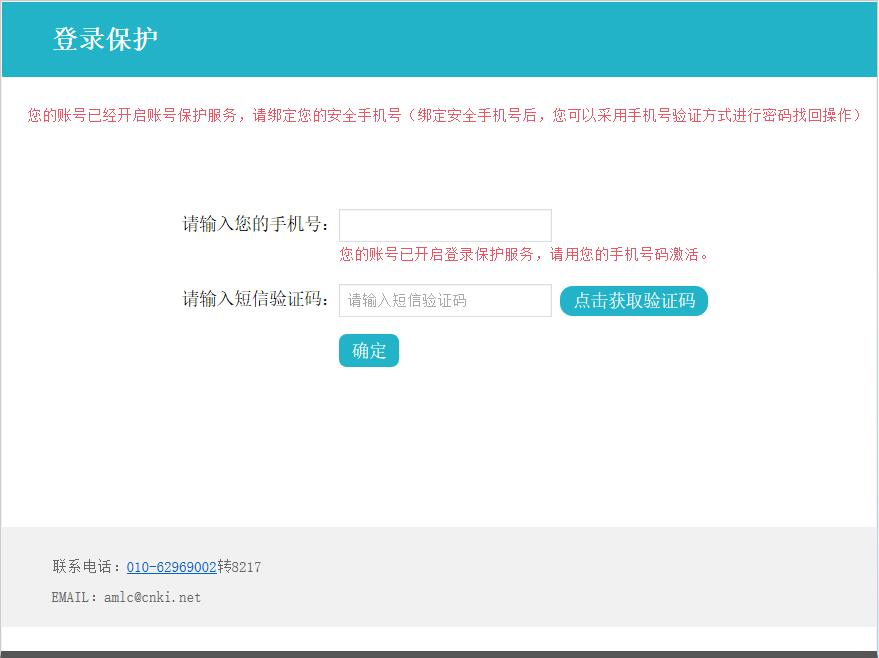 登录保护
您的账号已经开启账号保护服务，请绑定您的安全手机号（绑定安全手机号后，您可以采用手机号验证方式进行密码找回操作）
请输入您的手机号：
您的账号已开启登录保护服务，请用您的手机号码激活。
请输入短信验证码： 请输入短信验证码 点击获取验证码
确定
联系电话：010-62969002转8217
EMAIL：amlc@cnki.net